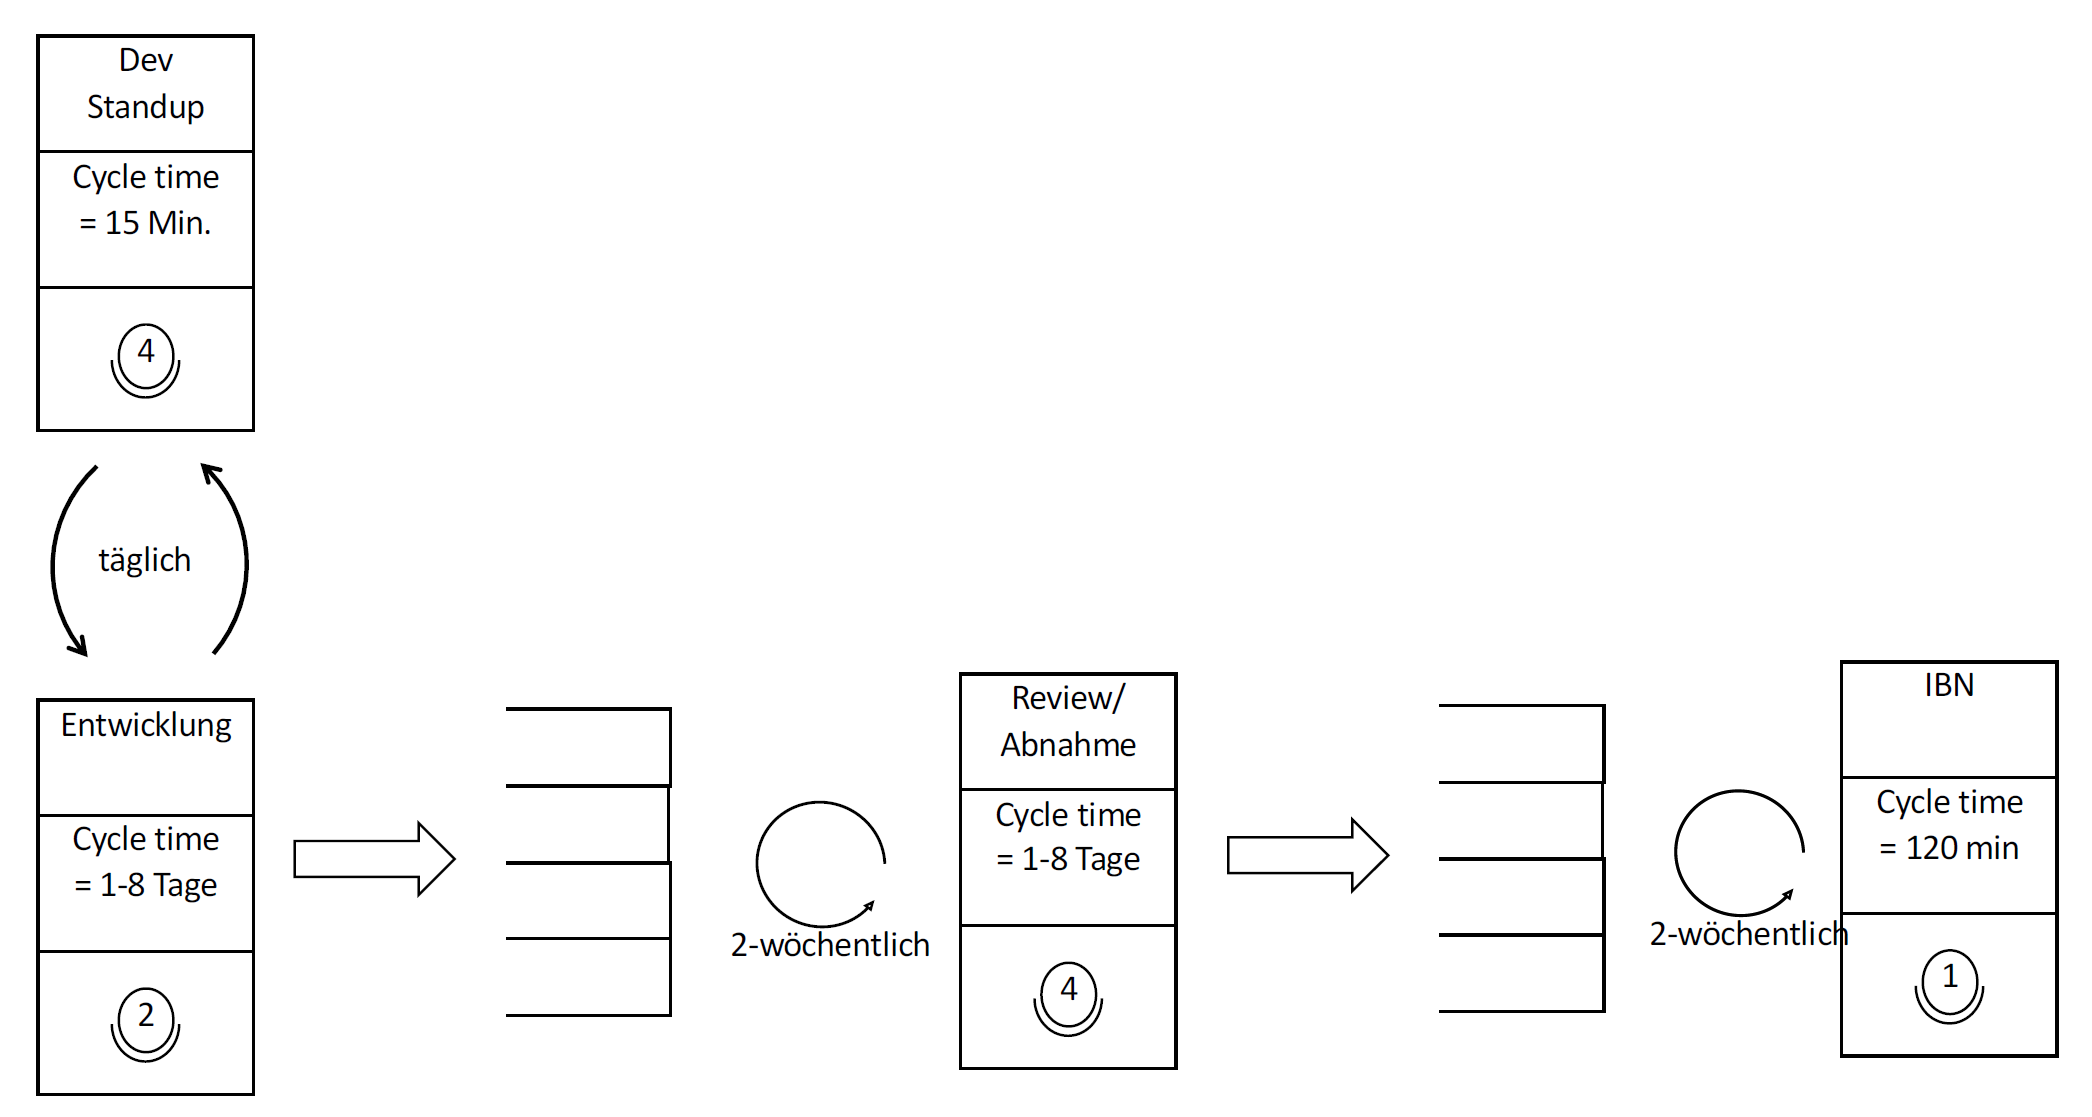 Dev
Standup
Cycle time
= 15 Min.
4
täglich
Entwicklung
Cycle time
= 1-8 Tage
2
2-wöchentlich
Review/
Abnahme
Cycle time
= 1-8 Tage
4
2-wöchentlich
IBN
Cycle time
= 120 min
1